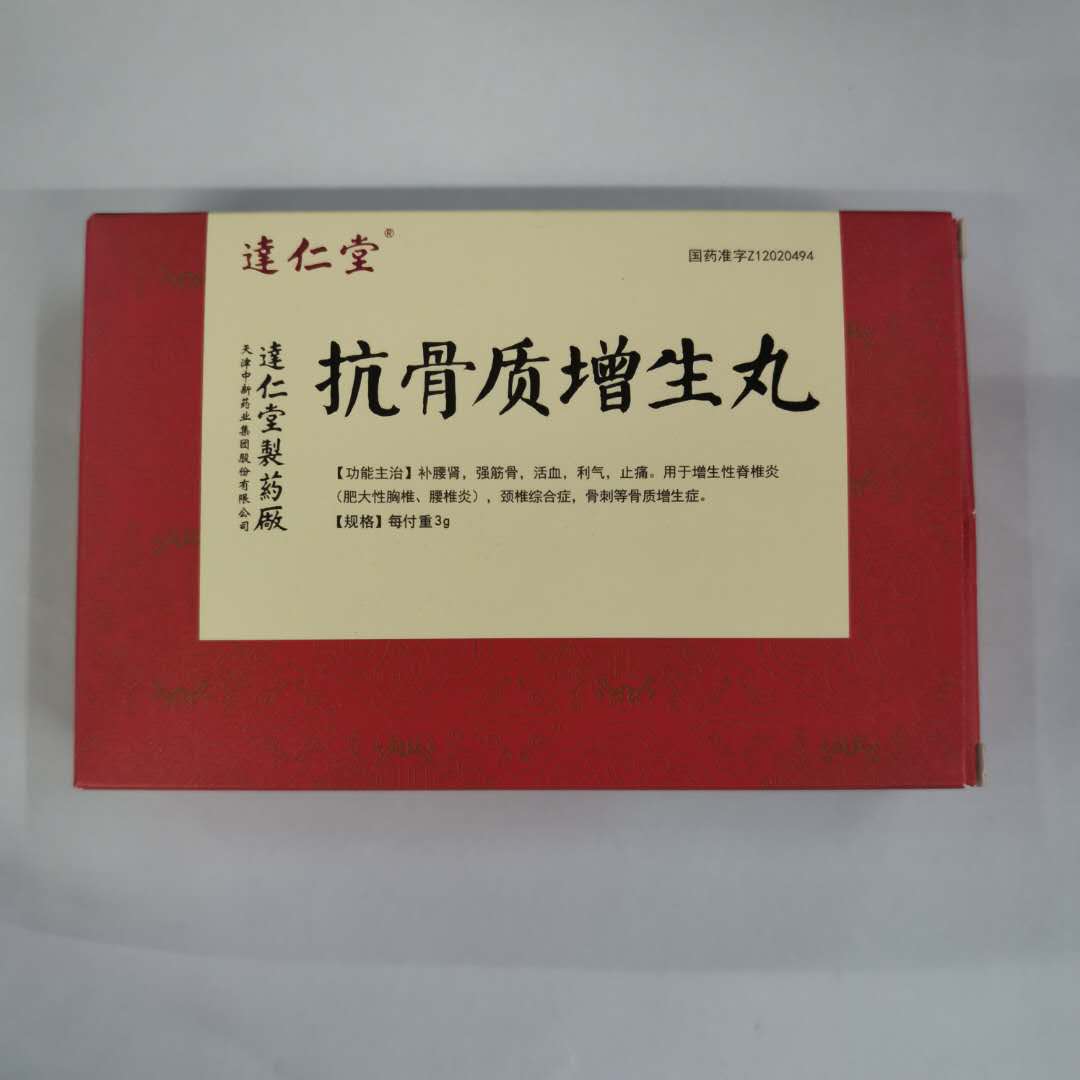 達仁堂®
国药准字Z12020494
抗骨质增生丸
達仁堂製药厰
天津中新药业集团股份有限公司
【功能主治】补腰肾，强筋骨，活血，利气，止痛。用于增生性脊椎炎
（肥大性胸椎、腰椎炎），颈椎综合症，骨刺等骨质增生症。
【规格】每付重3g